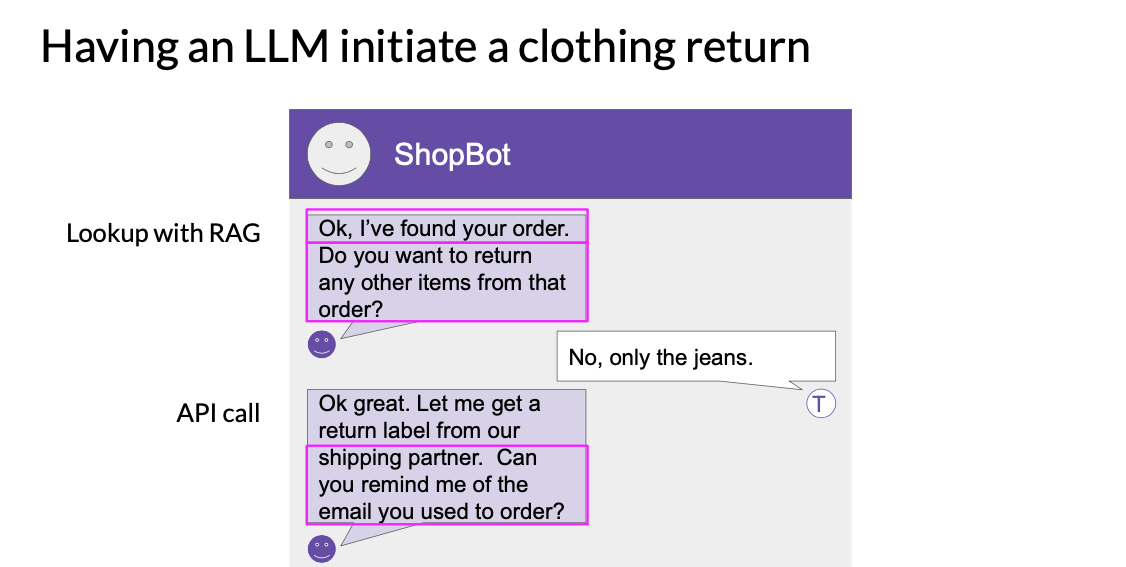 Having an LLM initiate a clothing return
ShopBot
Lookup with RAG
Ok, I’ve found your order.
Do you want to return
any other items from that
order?
No, only the jeans.
T
API call
Ok great. Let me get a
return label from our
shipping partner.  Can
you remind me of the
email you used to order?